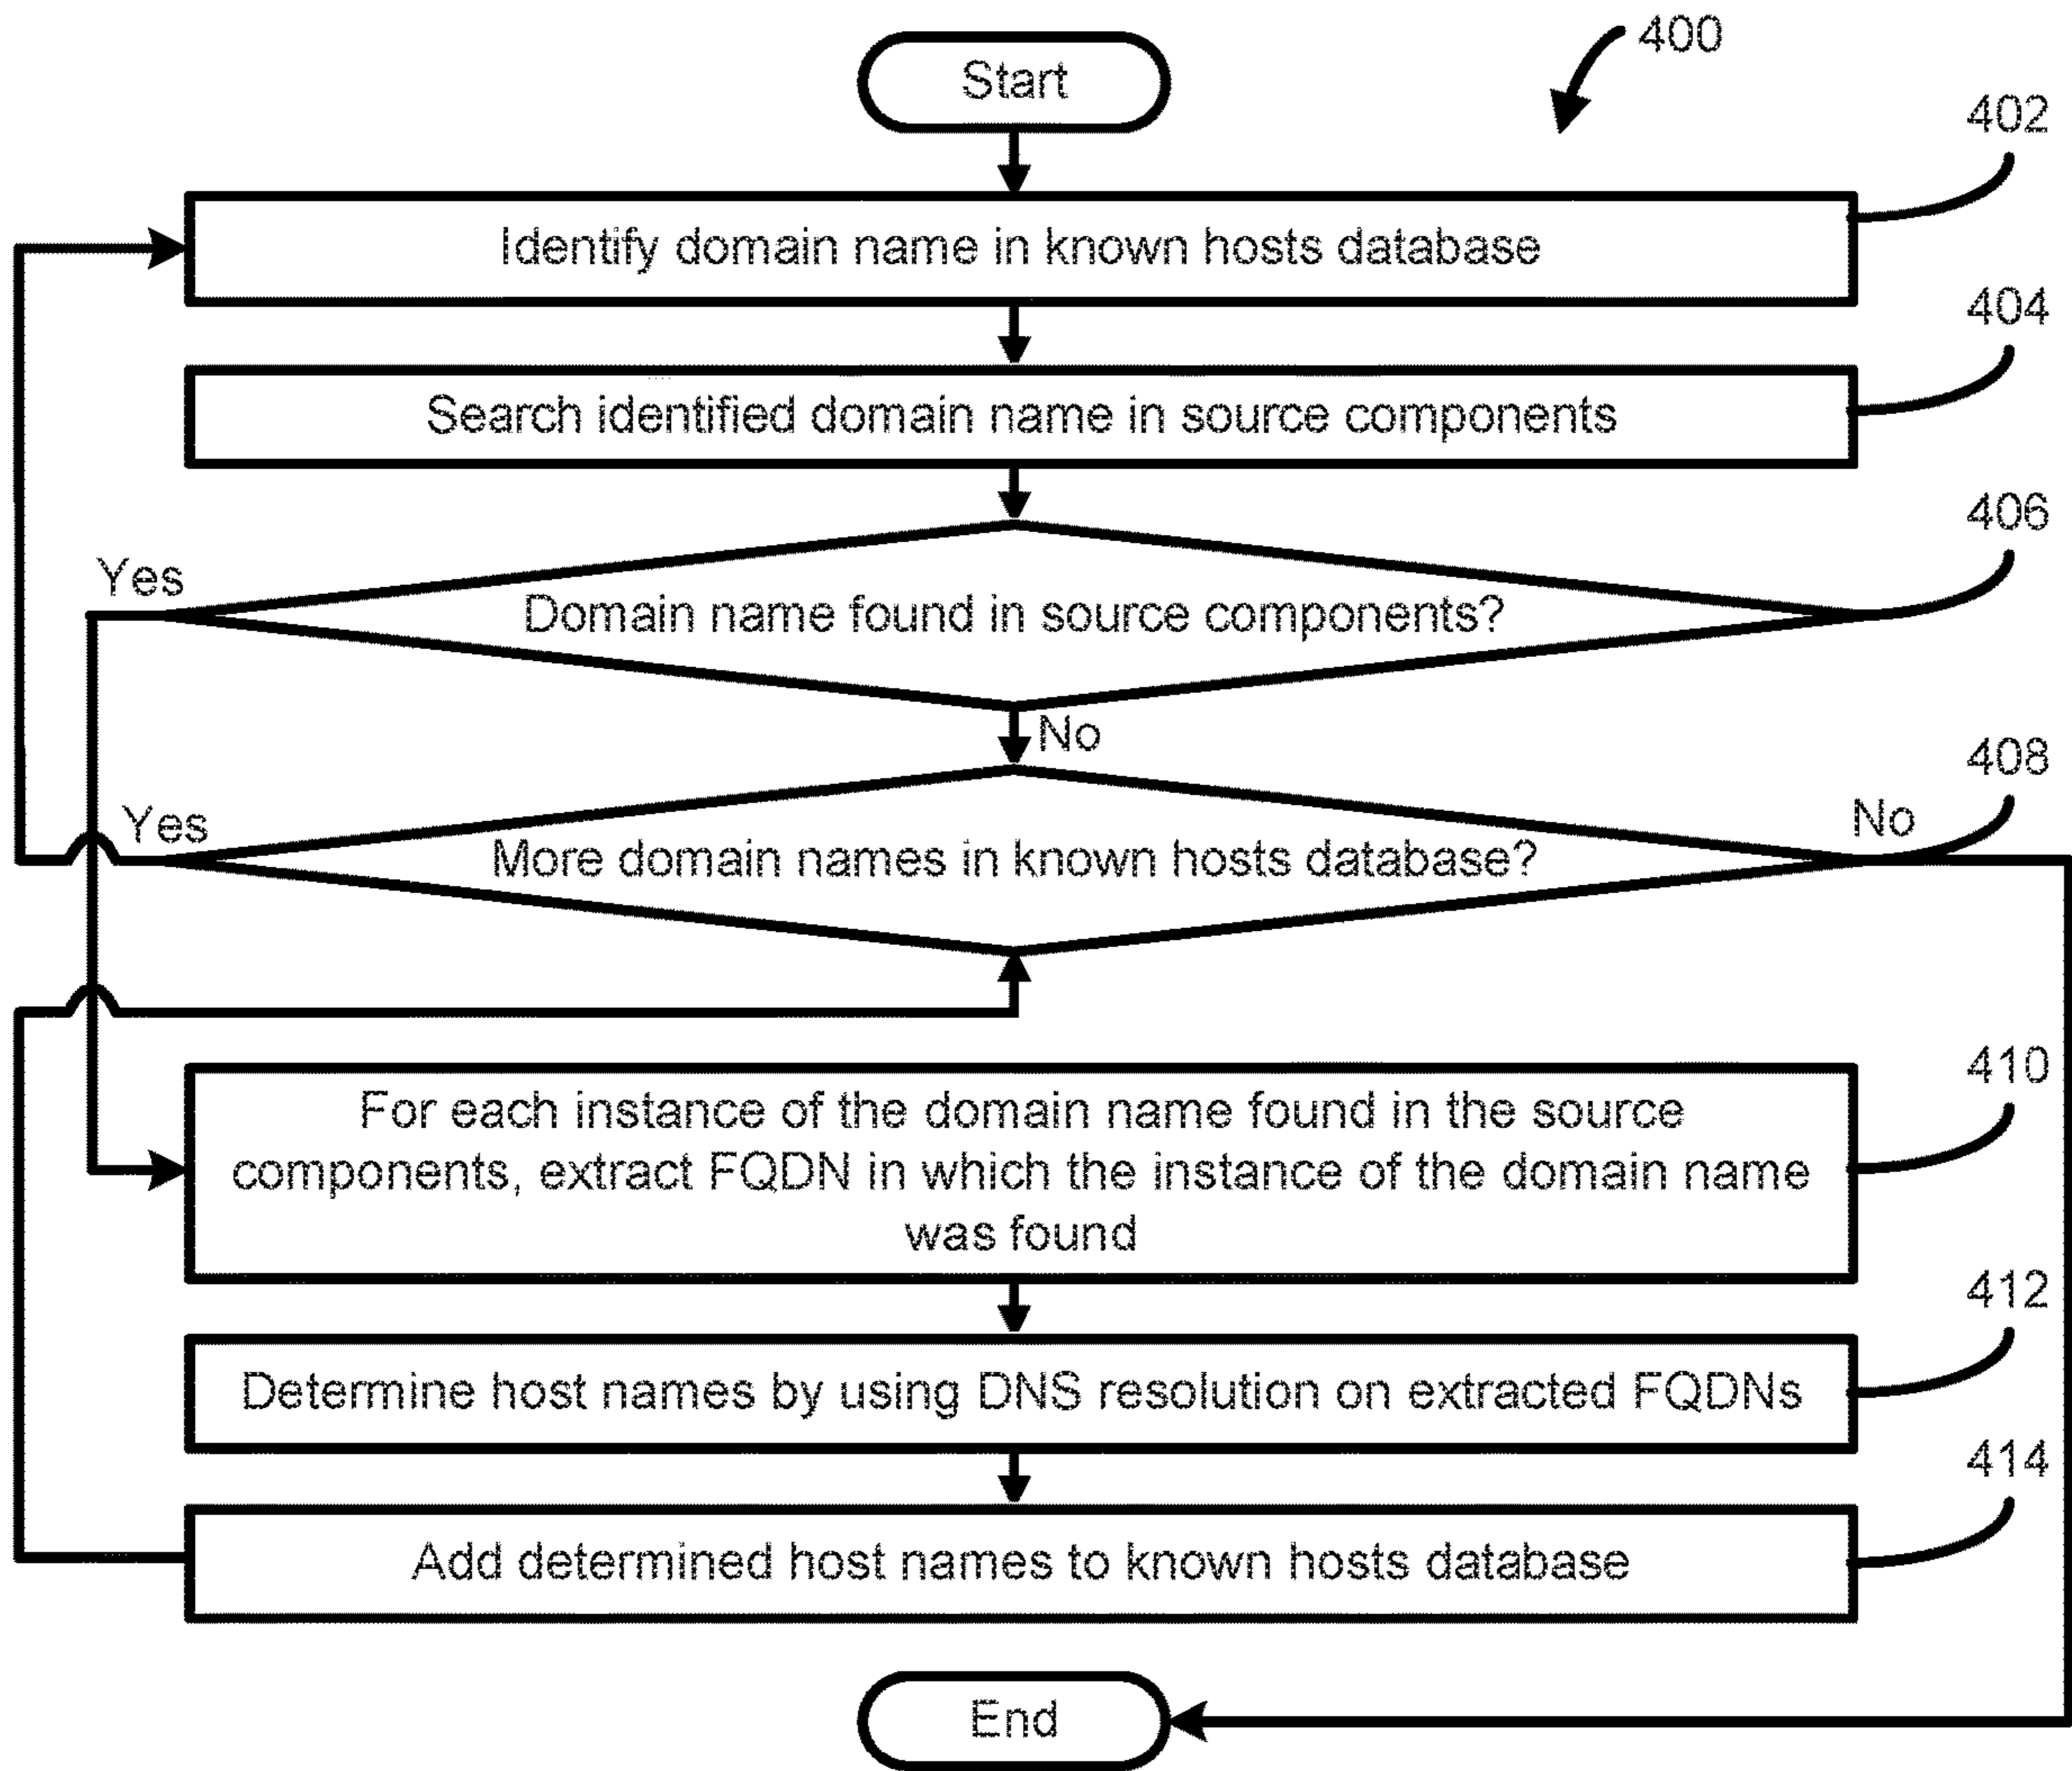 400
Start
402
Identify domain name in known hosts database
404
Search identified domain name in source components
406
Yes
Domain name found in source components?
No
408
Yes
No
More domain names in known hosts database?
410
For each instance of the domain name found in the source
components, extract FQDN in which the instance of the domain name
was found
412
Determine host names by using DNS resolution on extracted FQDNs
414
Add determined host names to known hosts database
End